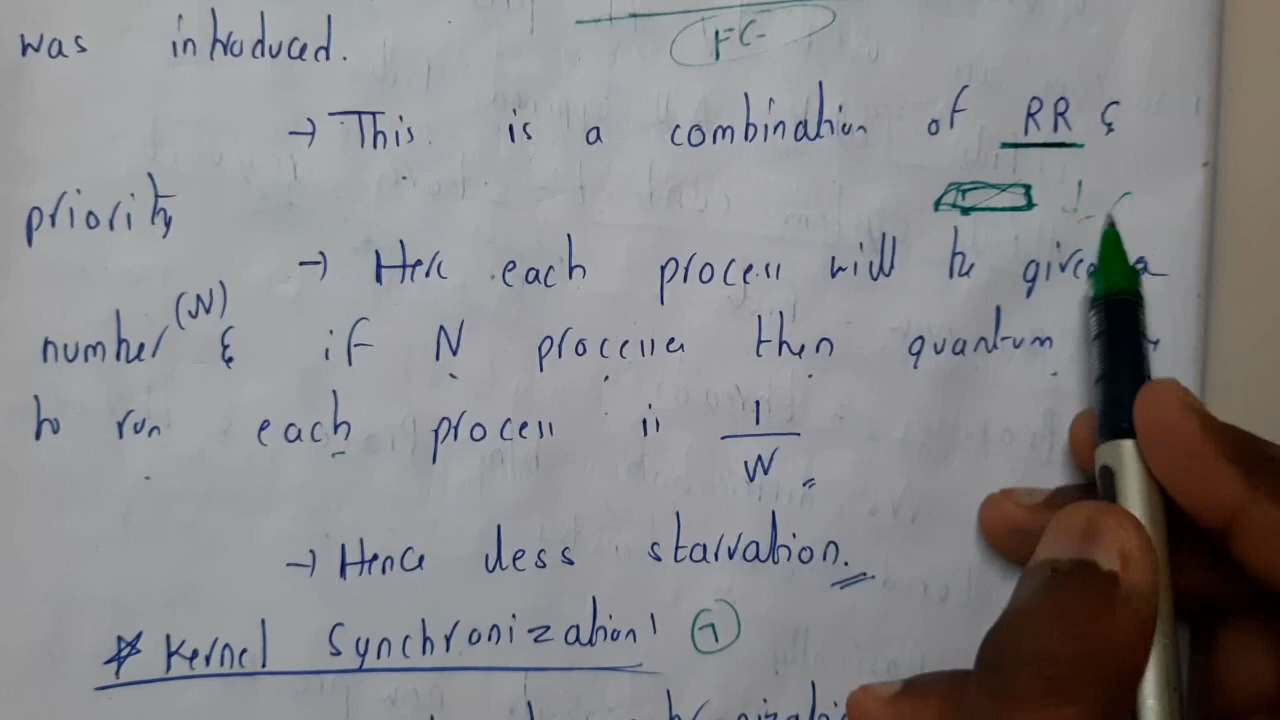 FC
was introduced.
→ This is a combination of RR &
priority
→ Here each process will be given a
number (N) & if N processes then quantum
to run each process is 1/N
→ Hence less starvation.
* Kernel Synchronization! 7